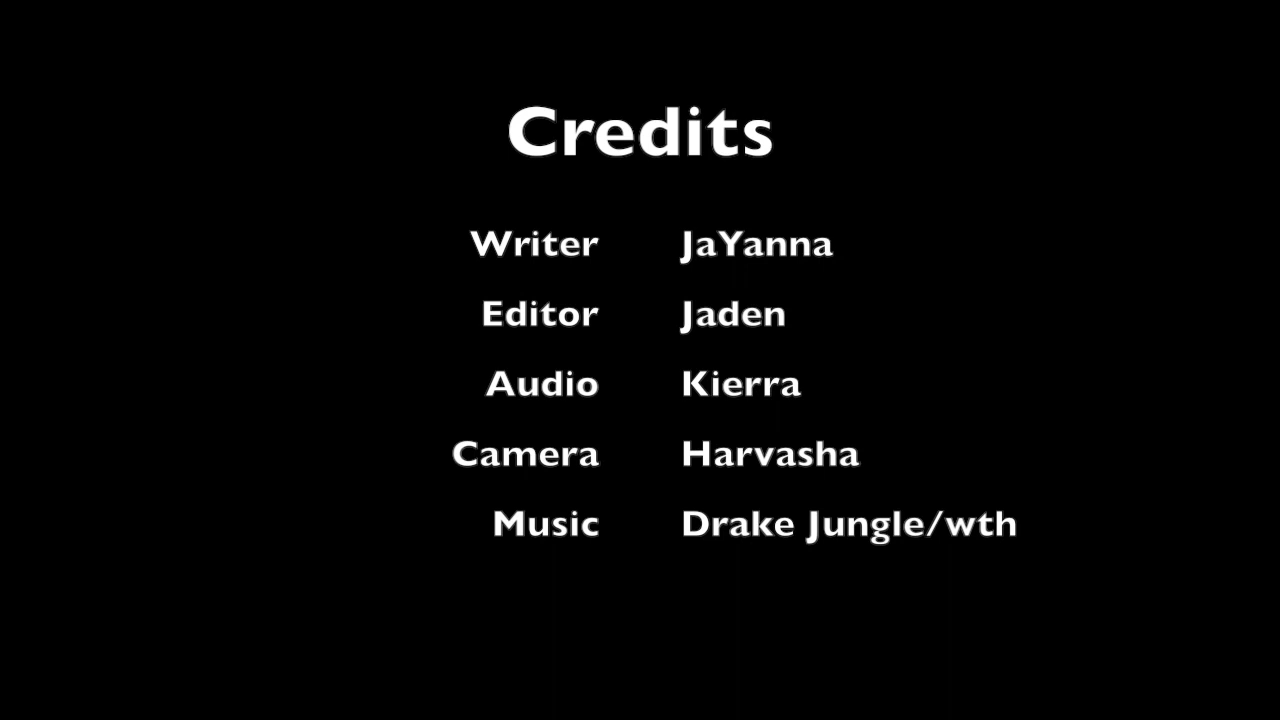 Credits
Writer JaYanna
Editor Jaden
Audio Kierra
Camera Harvasha
Music Drake Jungle/wth